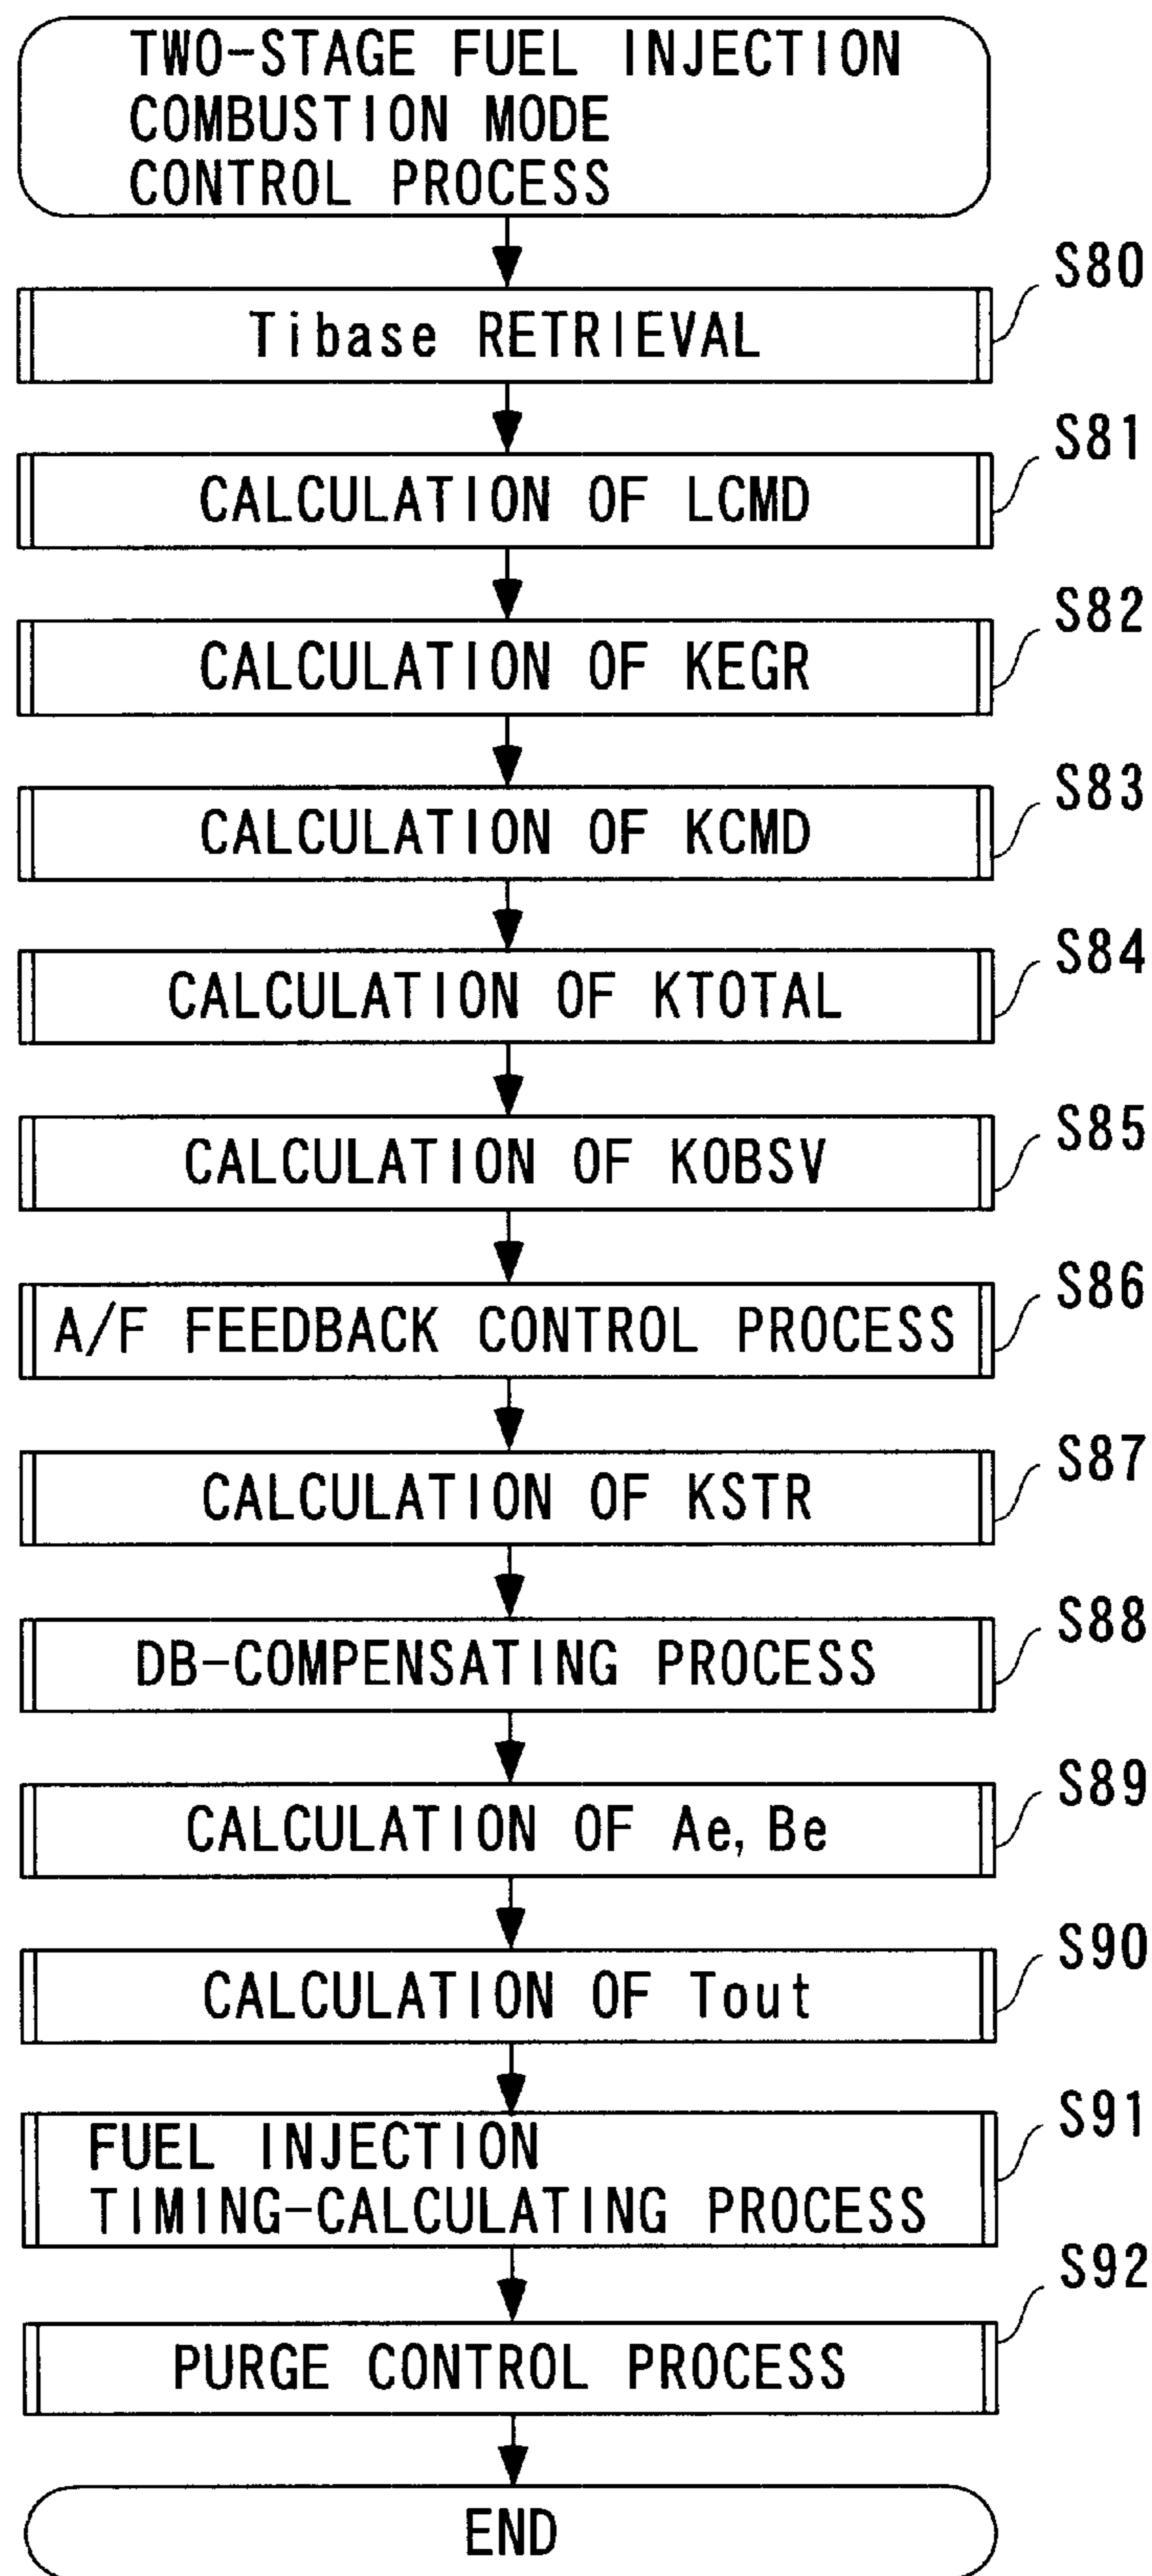 TWO-STAGE FUEL INJECTION
COMBUSTION MODE
CONTROL PROCESS
S80
Tibase RETRIEVAL
S81
CALCULATION OF LCMD
S82
CALCULATION OF KEGR
S83
CALCULATION OF KCMD
S84
CALCULATION OF KTOTAL
S85
CALCULATION OF KOBSV
S86
A/F FEEDBACK CONTROL PROCESS
S87
CALCULATION OF KSTR
S88
DB-COMPENSATING PROCESS
S89
CALCULATION OF Ae, Be
S90
CALCULATION OF Tout
S91
FUEL INJECTION
TIMING-CALCULATING PROCESS
S92
PURGE CONTROL PROCESS
END